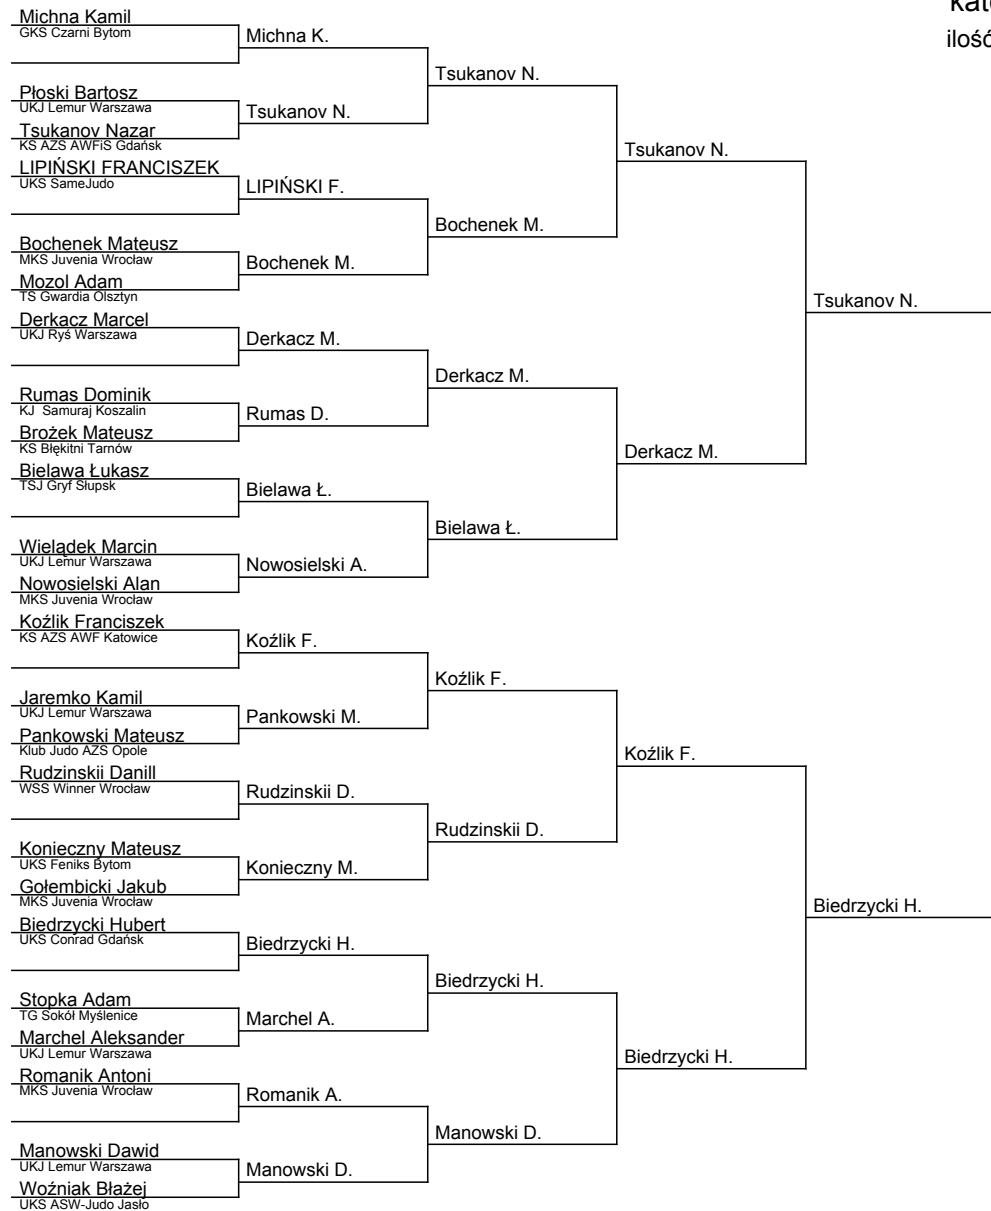 kate
ilość
Michna Kamil
GKS Czarni Bytom
Płoski Bartosz
UKJ Lemur Warszawa
Tsukanov Nazar
KS AZS AWFiS Gdańsk
LIPIŃSKI FRANCISZEK
UKS SameJudo
Bochenek Mateusz
MKS Juvenia Wrocław
Mozol Adam
TS Gwardia Olsztyn
Derkacz Marcel
UKJ Ryś Warszawa
Rumas Dominik
KJ  Samuraj Koszalin
Brożek Mateusz
KS Błękitni Tarnów
Bielawa Łukasz
TSJ Gryf Słupsk
Wielądek Marcin
UKJ Lemur Warszawa
Nowosielski Alan
MKS Juvenia Wrocław
Koźlik Franciszek
KS AZS AWF Katowice
Jaremko Kamil
UKJ Lemur Warszawa
Pankowski Mateusz
Klub Judo AZS Opole
Rudzinskii Danill
WSS Winner Wrocław
Konieczny Mateusz
UKS Feniks Bytom
Gołembicki Jakub
MKS Juvenia Wrocław
Biedrzycki Hubert
UKS Conrad Gdańsk
Stopka Adam
TG Sokół Myślenice
Marchel Aleksander
UKJ Lemur Warszawa
Romanik Antoni
MKS Juvenia Wrocław
Manowski Dawid
UKJ Lemur Warszawa
Woźniak Błażej
UKS ASW-Judo Jasło
Michna K.
Tsukanov N.
LIPIŃSKI F.
Bochenek M.
Derkacz M.
Rumas D.
Bielawa Ł.
Nowosielski A.
Koźlik F.
Pankowski M.
Rudzinskii D.
Konieczny M.
Biedrzycki H.
Marchel A.
Romanik A.
Manowski D.
Tsukanov N.
Bochenek M.
Derkacz M.
Bielawa Ł.
Koźlik F.
Rudzinskii D.
Biedrzycki H.
Manowski D.
Tsukanov N.
Derkacz M.
Koźlik F.
Biedrzycki H.
Tsukanov N.
Biedrzycki H.